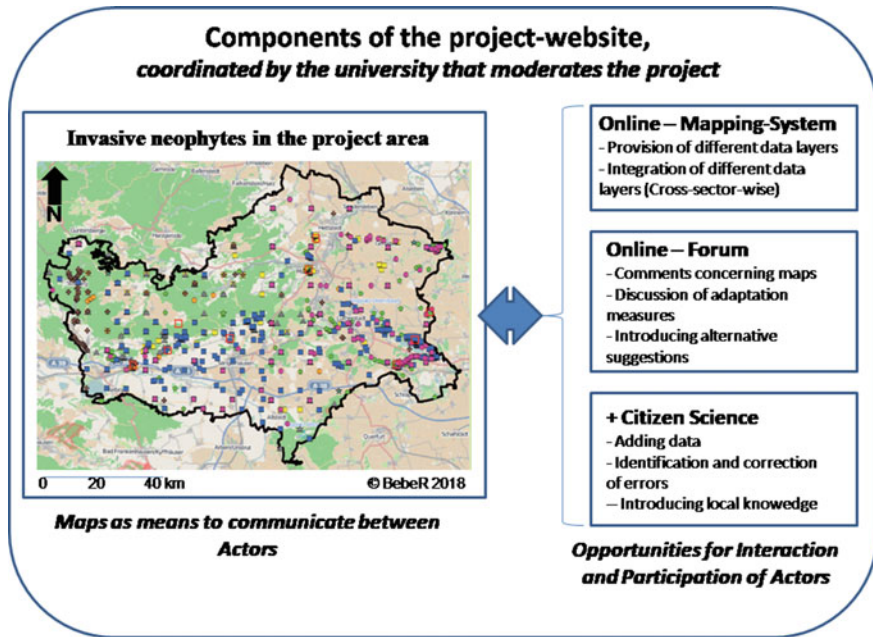 Components of the project-website,
coordinated by the university that moderates the project
Invasive neophytes in the project area
N
0 20 40 km
© BebeR 2018
Maps as means to communicate between
Actors
Online – Mapping-System
- Provision of different data layers
- Integration of different data
layers (Cross-sector-wise)
Online – Forum
- Comments concerning maps
- Discussion of adaptation
measures
- Introducing alternative
suggestions
+ Citizen Science
- Adding data
- Identification and correction
of errors
– Introducing local knowedge
Opportunities for Interaction
and Participation of Actors